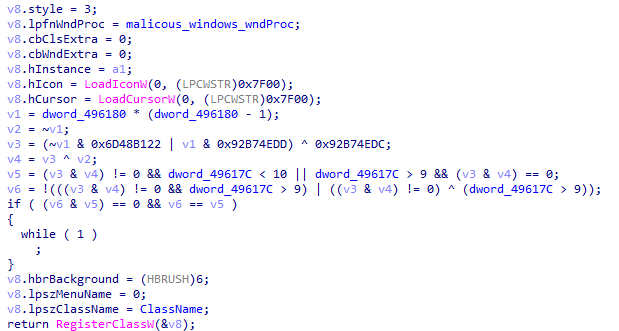 v8.style = 3;
v8.lpfnWndProc = malicous_windows_wndProc;
v8.cbClsExtra = 0;
v8.cbWndExtra = 0;
v8.hInstance = a1;
v8.hIcon = LoadIconW(0, (LPCWSTR)0x7F00);
v8.hCursor = LoadCursorW(0, (LPCWSTR)0x7F00);
v1 = dword_496180 * (dword_496180 - 1);
v2 = ~v1;
v3 = (~v1 & 0x6D48B122 | v1 & 0x92B74EDD) ^ 0x92B74EDC;
v4 = v3 ^ v2;
v5 = (v3 & v4) != 0 && dword_49617C < 10 || dword_49617C > 9 && (v3 & v4) == 0;
v6 = !(((v3 & v4) != 0 && dword_49617C > 9) | ((v3 & v4) != 0) ^ (dword_49617C > 9));
if ( (v6 & v5) == 0 && v6 == v5 )
{
  while ( 1 )
    ;
}
v8.hbrBackground = (HBRUSH)6;
v8.lpszMenuName = 0;
v8.lpszClassName = ClassName;
return RegisterClassW(&v8);